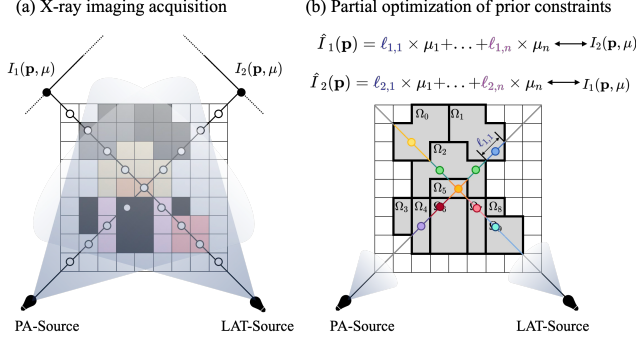 (a) X-ray imaging acquisition
(b) Partial optimization of prior constraints
Î₁(p) = ℓ₁,₁ × μ₁+…+ℓ₁,ₙ × μₙ ⟷ I₂(p, μ)
Î₂(p) = ℓ₂,₁ × μ₁+…+ℓ₂,ₙ × μₙ ⟷ I₁(p, μ)
I₁(p, μ)
I₂(p, μ)
Ω₀
Ω₁
ℓ₁,₁
Ω₂
Ω₅
Ω₃
Ω₄
Ω₈
PA-Source
LAT-Source
PA-Source
LAT-Source